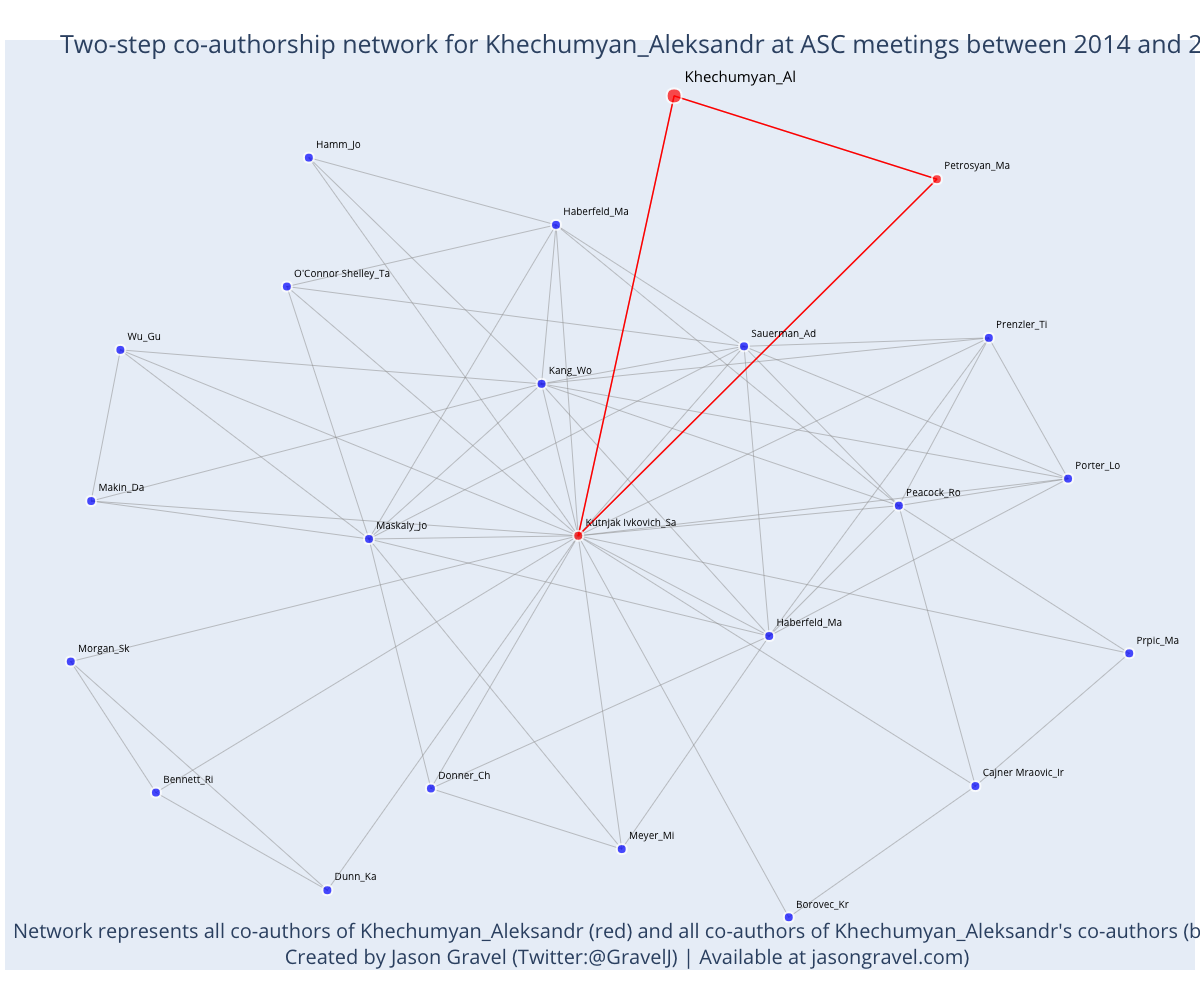 Two-step co-authorship network for Khechumyan_Aleksandr at ASC meetings between 2014 and 2
Khechumyan_Al
Hamm_Jo
Petrosyan_Ma
Haberfeld_Ma
O'Connor Shelley_Ta
Prenzler_Ti
Sauerman_Ad
Wu_Gu
Kang_Wo
Porter_Lo
Makin_Da
Peacock_Ro
Maskaly_Jo
Kutnjak Ivkovich_Sa
Haberfeld_Ma
Prpic_Ma
Morgan_Sk
Cajner Mraovic_Ir
Donner_Ch
Bennett_Ri
Meyer_Mi
Dunn_Ka
Borovec_Kr
Network represents all co-authors of Khechumyan_Aleksandr (red) and all co-authors of Khechumyan_Aleksandr's co-authors (b
Created by Jason Gravel (Twitter:@GravelJ) | Available at jasongravel.com)